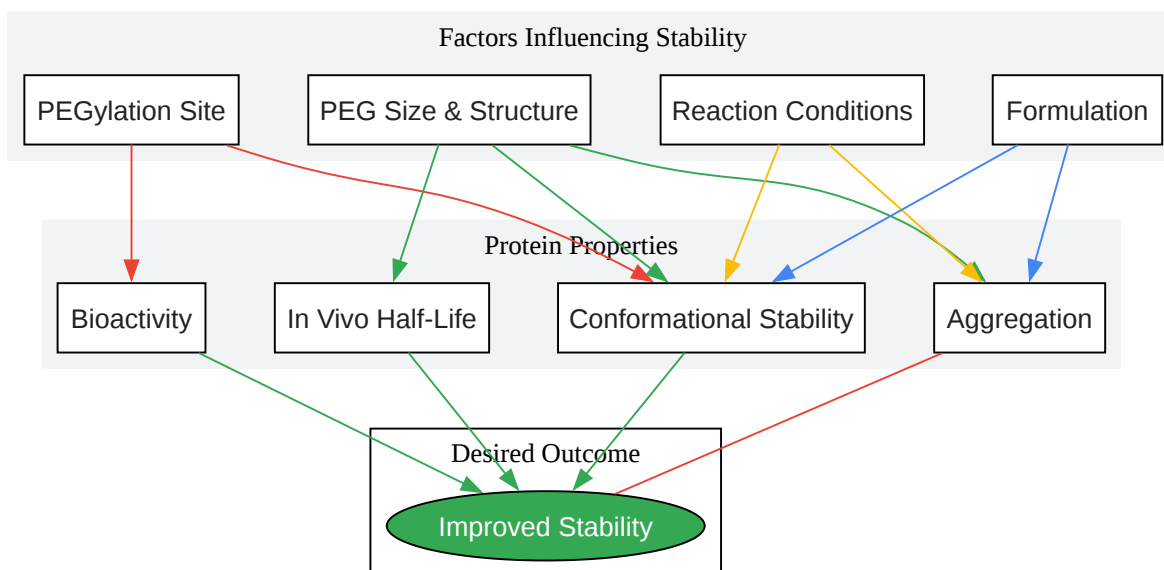 Factors Influencing Stability
PEGylation Site
PEG Size & Structure
Reaction Conditions
Formulation
Protein Properties
Bioactivity
In Vivo Half-Life
Conformational Stability
Aggregation
Desired Outcome
Improved Stability